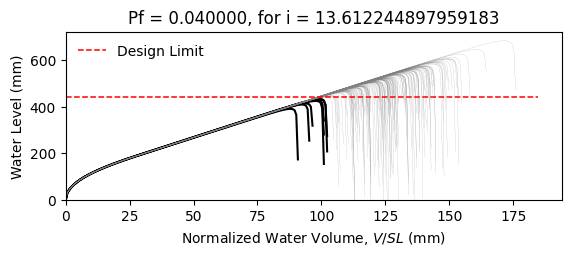 Pf = 0.040000, for i = 13.612244897959183
Design Limit
Water Level (mm)
600
400
200
0
0 25 50 75 100 125 150 175
Normalized Water Volume, V/SL (mm)